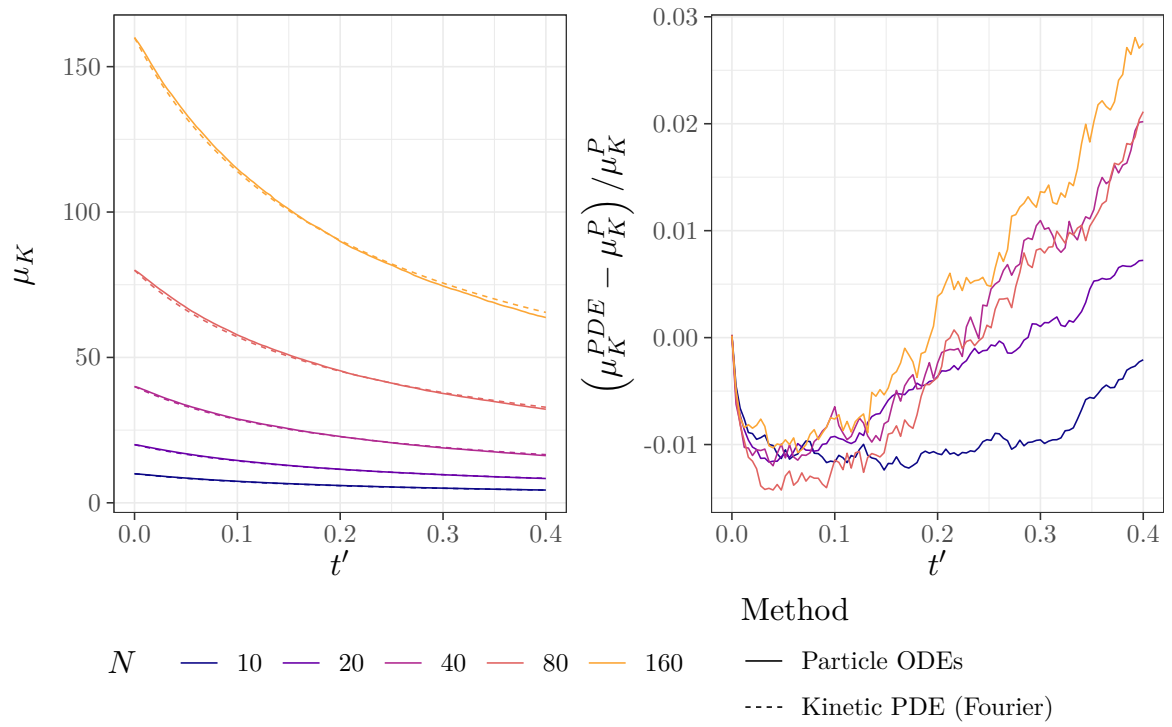 μ_K
150
100
50
0
0.0 0.1 0.2 0.3 0.4
t′
(μ_K^{PDE} − μ_K^P) / μ_K^P
0.03
0.02
0.01
0.00
-0.01
0.0 0.1 0.2 0.3 0.4
t′
N 10 20 40 80 160
Method
Particle ODEs
Kinetic PDE (Fourier)